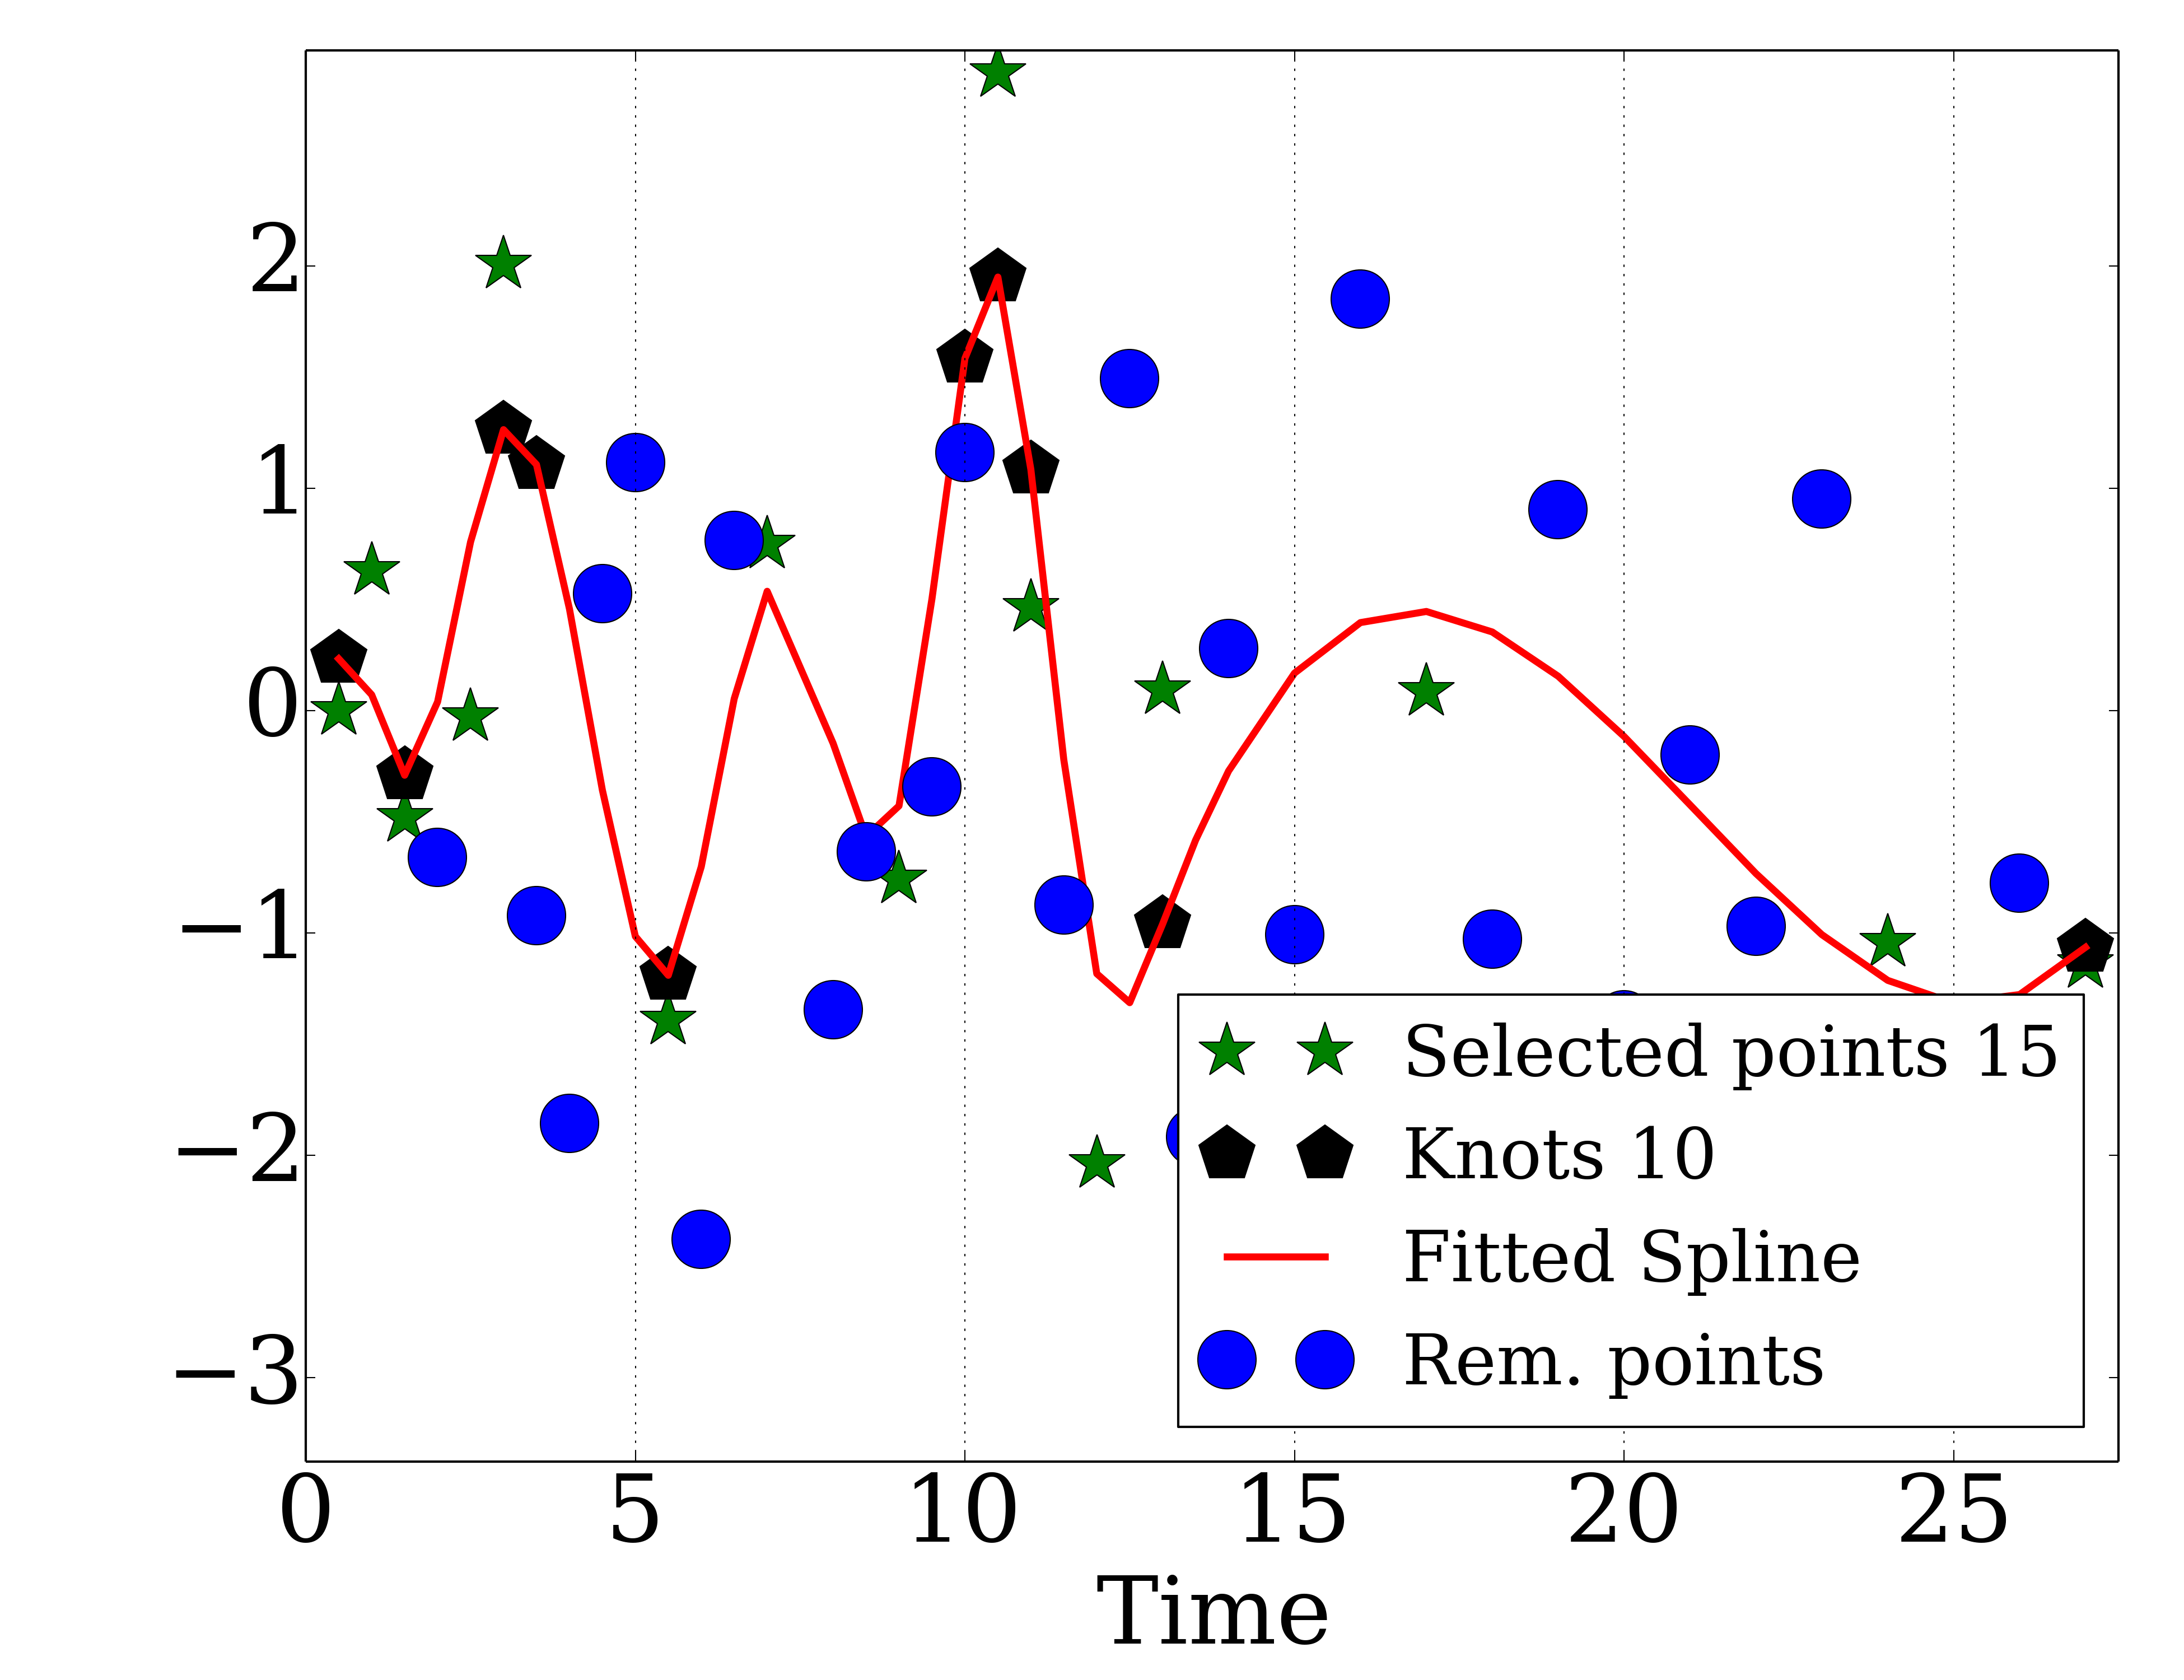 2
1
0
−1
−2
−3
0 5 10 15 20 25
Time
Selected points 15
Knots 10
Fitted Spline
Rem. points